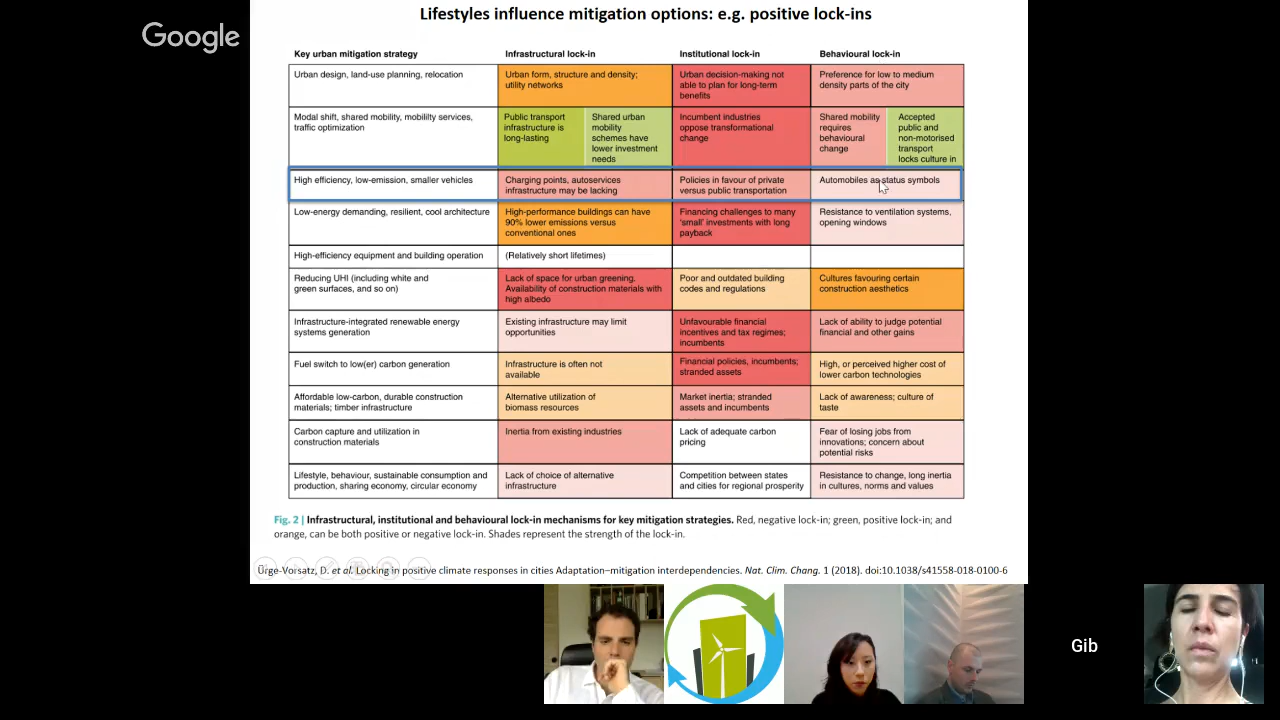 Lifestyles influence mitigation options: e.g. positive lock-ins
Google
Key urban mitigation strategy
Infrastructural lock-in
Institutional lock-in
Behavioural lock-in
Urban design, land-use planning, relocation
Urban form, structure and density;
utility networks
Urban decision-making not
able to plan for long-term
benefits
Preference for low to medium
density parts of the city
Modal shift, shared mobility, mobilility services,
traffic optimization
Public transport
infrastructure is
long-lasting
Shared urban
mobility
schemes have
lower investment
needs
Incumbent industries
oppose transformational
change
Shared mobility
requires
behavioural
change
Accepted
public and
non-motorised
transport
locks culture in
High efficiency, low-emission, smaller vehicles
Charging points, autoservices
infrastructure may be lacking
Policies in favour of private
versus public transportation
Automobiles as status symbols
Low-energy demanding, resilient, cool architecture
High-performance buildings can have
90% lower emissions versus
conventional ones
Financing challenges to many
'small' investments with long
payback
Resistance to ventilation systems,
opening windows
High-efficiency equipment and building operation
(Relatively short lifetimes)
Reducing UHI (including white and
green surfaces, and so on)
Lack of space for urban greening.
Availability of construction materials with
high albedo
Poor and outdated building
codes and regulations
Cultures favouring certain
construction aesthetics
Infrastructure-integrated renewable energy
systems generation
Existing infrastructure may limit
opportunities
Unfavourable financial
incentives and tax regimes;
incumbents
Lack of ability to judge potential
financial and other gains
Fuel switch to low(er) carbon generation
Infrastructure is often not
available
Financial policies, incumbents;
stranded assets
High, or perceived higher cost of
lower carbon technologies
Affordable low-carbon, durable construction
materials; timber infrastructure
Alternative utilization of
biomass resources
Market inertia; stranded
assets and incumbents
Lack of awareness; culture of
taste
Carbon capture and utilization in
construction materials
Inertia from existing industries
Lack of adequate carbon
pricing
Fear of losing jobs from
innovations; concern about
potential risks
Lifestyle, behaviour, sustainable consumption and
production, sharing economy, circular economy
Lack of choice of alternative
infrastructure
Competition between states
and cities for regional prosperity
Resistance to change, long inertia
in cultures, norms and values
Fig. 2 | Infrastructural, institutional and behavioural lock-in mechanisms for key mitigation strategies. Red, negative lock-in; green, positive lock-in; and
orange, can be both positive or negative lock-in. Shades represent the strength of the lock-in.
Ürge-Vorsatz, D. et al. Locking in positive climate responses in cities Adaptation–mitigation interdependencies. Nat. Clim. Chang. 1 (2018). doi:10.1038/s41558-018-0100-6
Gib